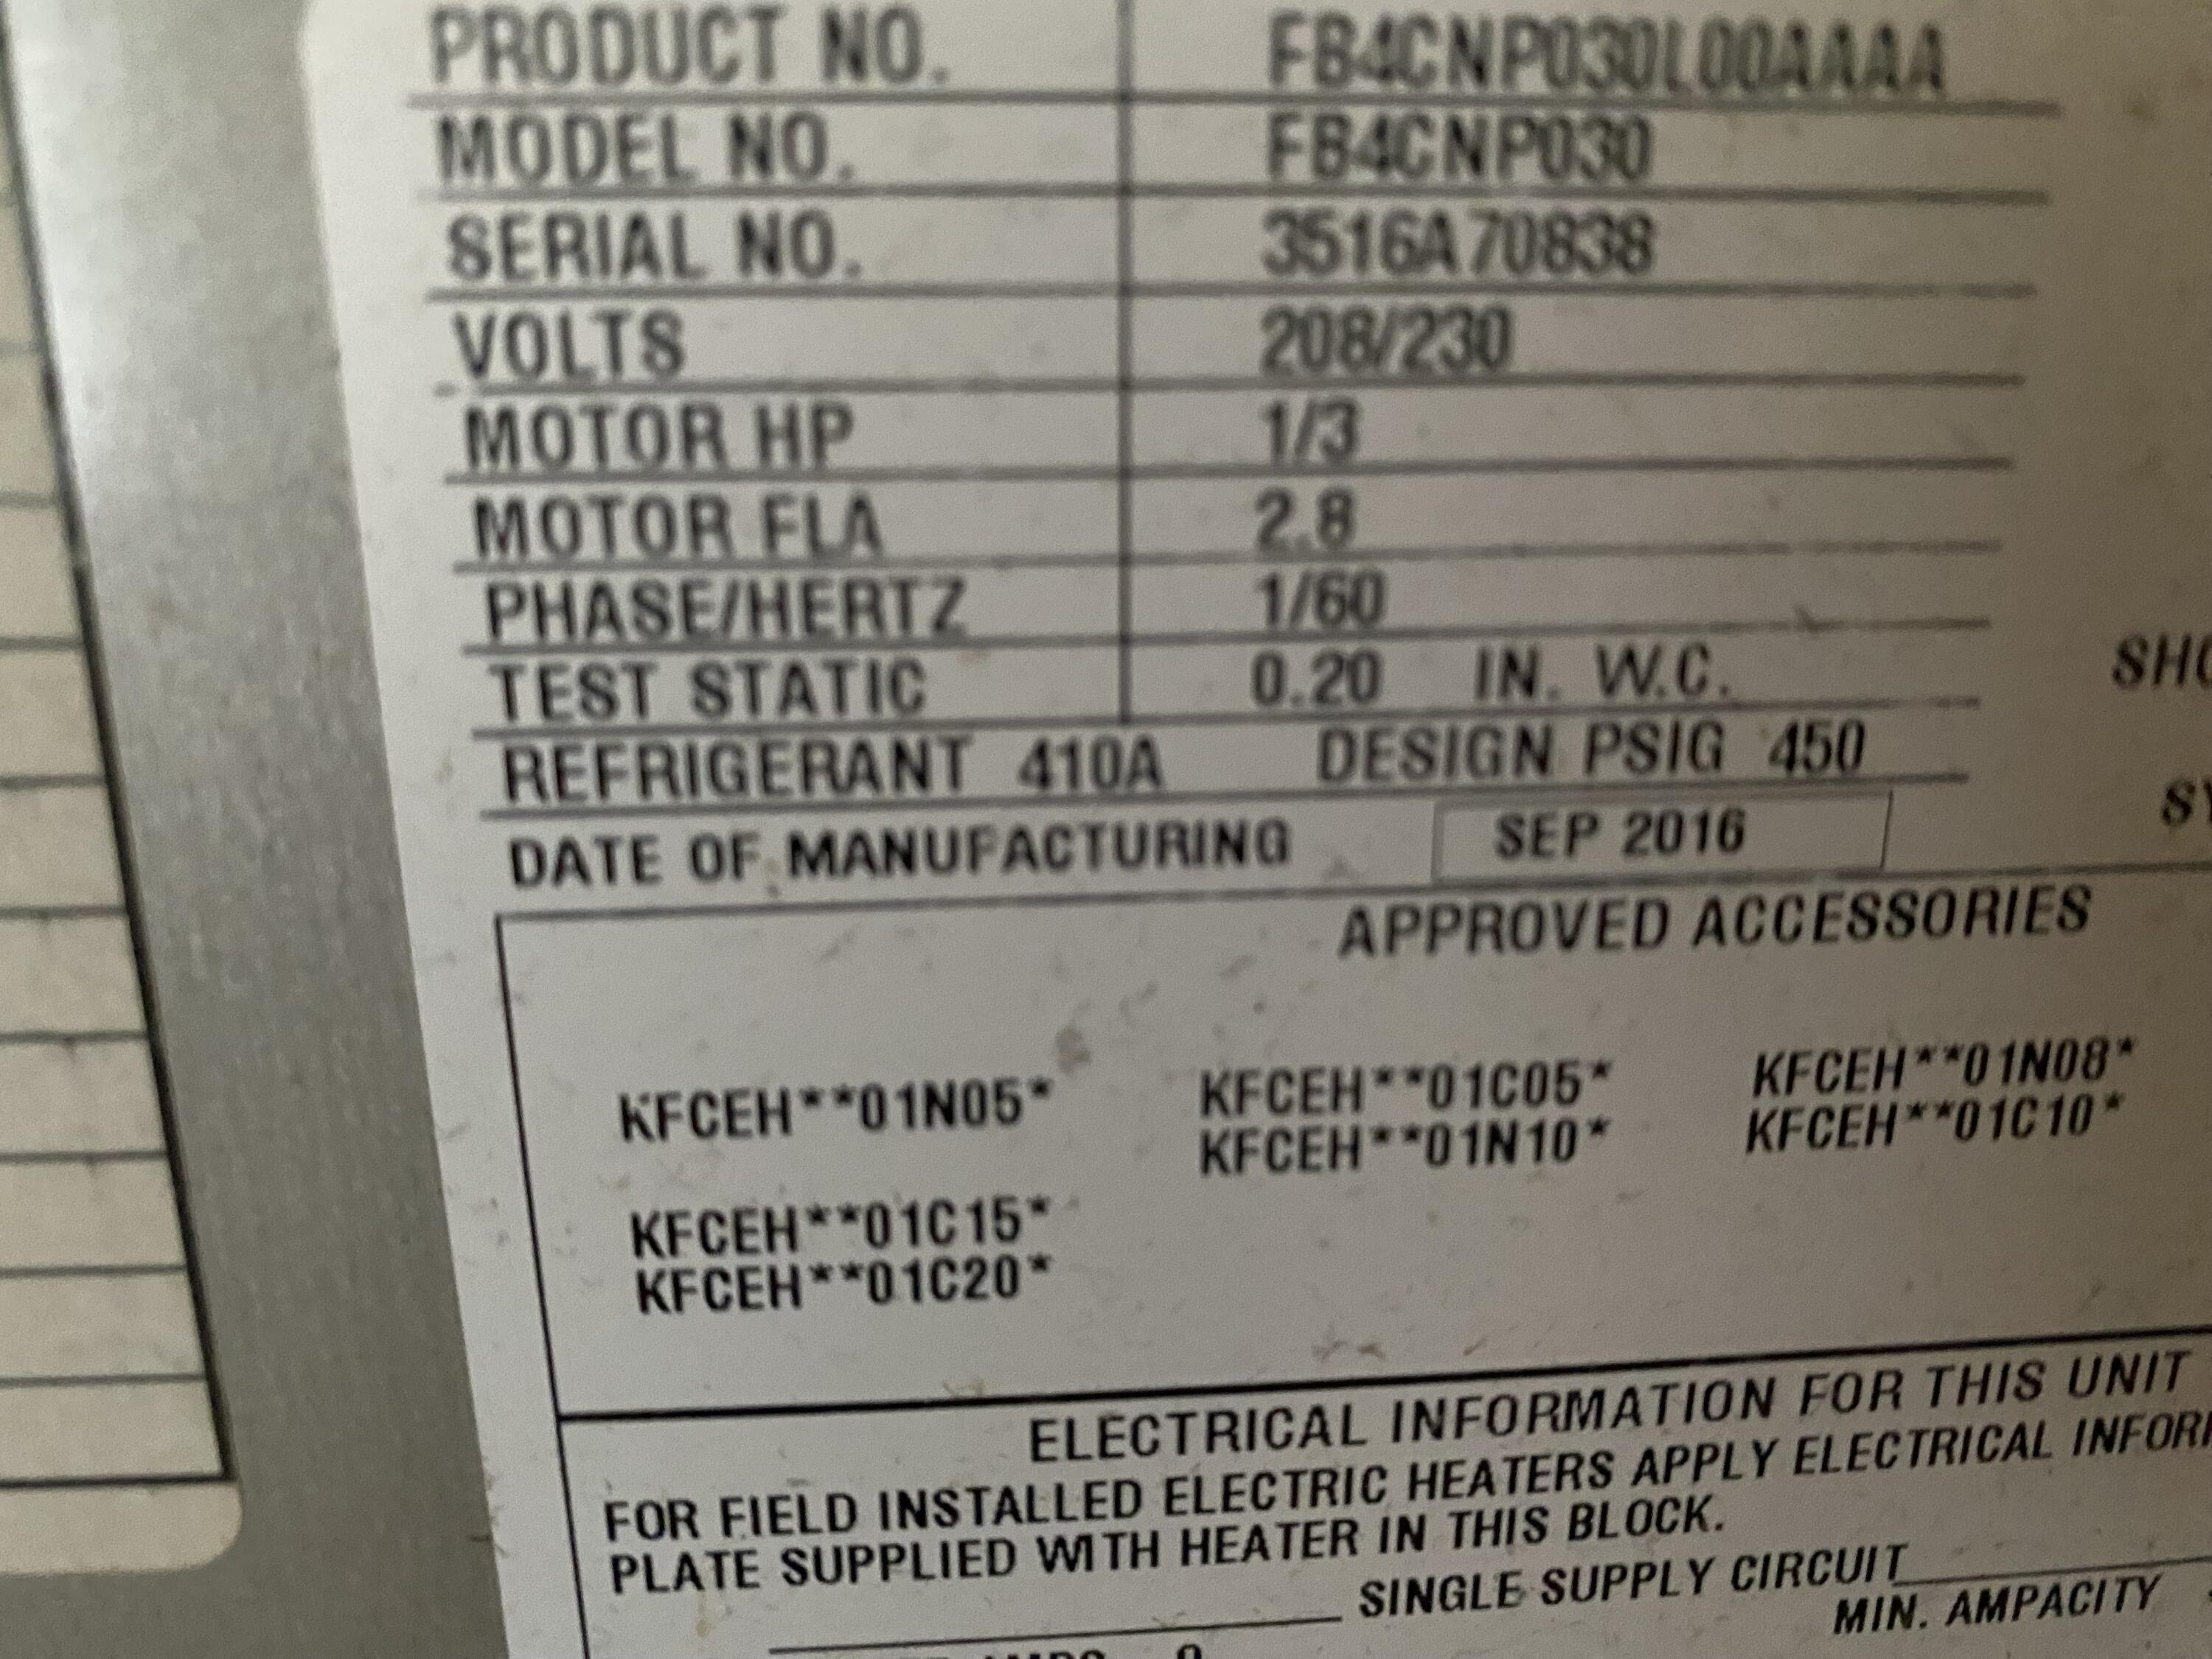 PRODUCT NO. FB4CNP030L00AAAA
MODEL NO. FB4CNP030
SERIAL NO. 3516A70838
VOLTS 208/230
MOTOR HP 1/3
MOTOR FLA 2.8
PHASE/HERTZ 1/60
TEST STATIC 0.20 IN. W.C.
REFRIGERANT 410A DESIGN PSIG 450
DATE OF MANUFACTURING SEP 2016
APPROVED ACCESSORIES
KFCEH**01N05* KFCEH**01C05* KFCEH**01N08*
KFCEH**01N10* KFCEH**01C10*
KFCEH**01C15*
KFCEH**01C20*
ELECTRICAL INFORMATION FOR THIS UNIT
FOR FIELD INSTALLED ELECTRIC HEATERS APPLY ELECTRICAL
PLATE SUPPLIED WITH HEATER IN THIS BLOCK.
SINGLE SUPPLY CIRCUIT
MIN. AMPACITY